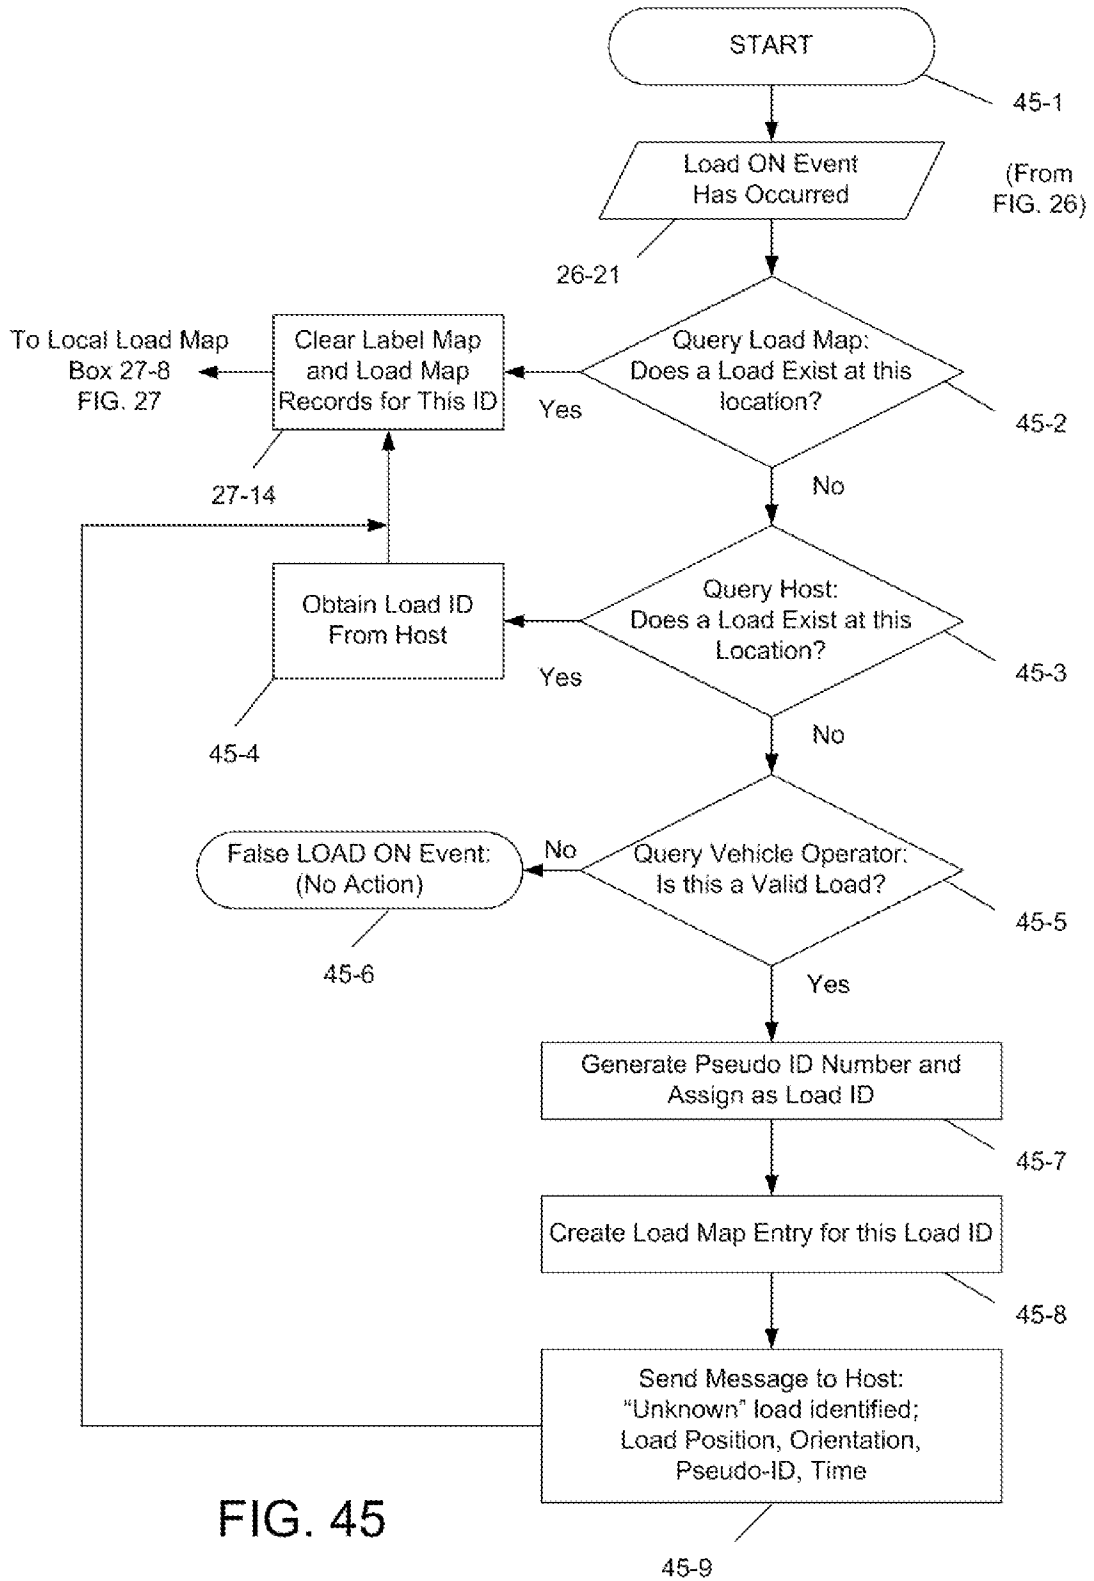 START
45-1
Load ON Event
Has Occurred
(From
FIG. 26)
26-21
Query Load Map:
Does a Load Exist at this
location?
45-2
Yes
Clear Label Map
and Load Map
Records for This ID
27-14
To Local Load Map
Box 27-8
FIG. 27
No
Query Host:
Does a Load Exist at this
Location?
45-3
Yes
Obtain Load ID
From Host
45-4
No
Query Vehicle Operator:
Is this a Valid Load?
45-5
No
False LOAD ON Event:
(No Action)
45-6
Yes
Generate Pseudo ID Number and
Assign as Load ID
45-7
Create Load Map Entry for this Load ID
45-8
Send Message to Host:
“Unknown” load identified;
Load Position, Orientation,
Pseudo-ID, Time
45-9
FIG. 45